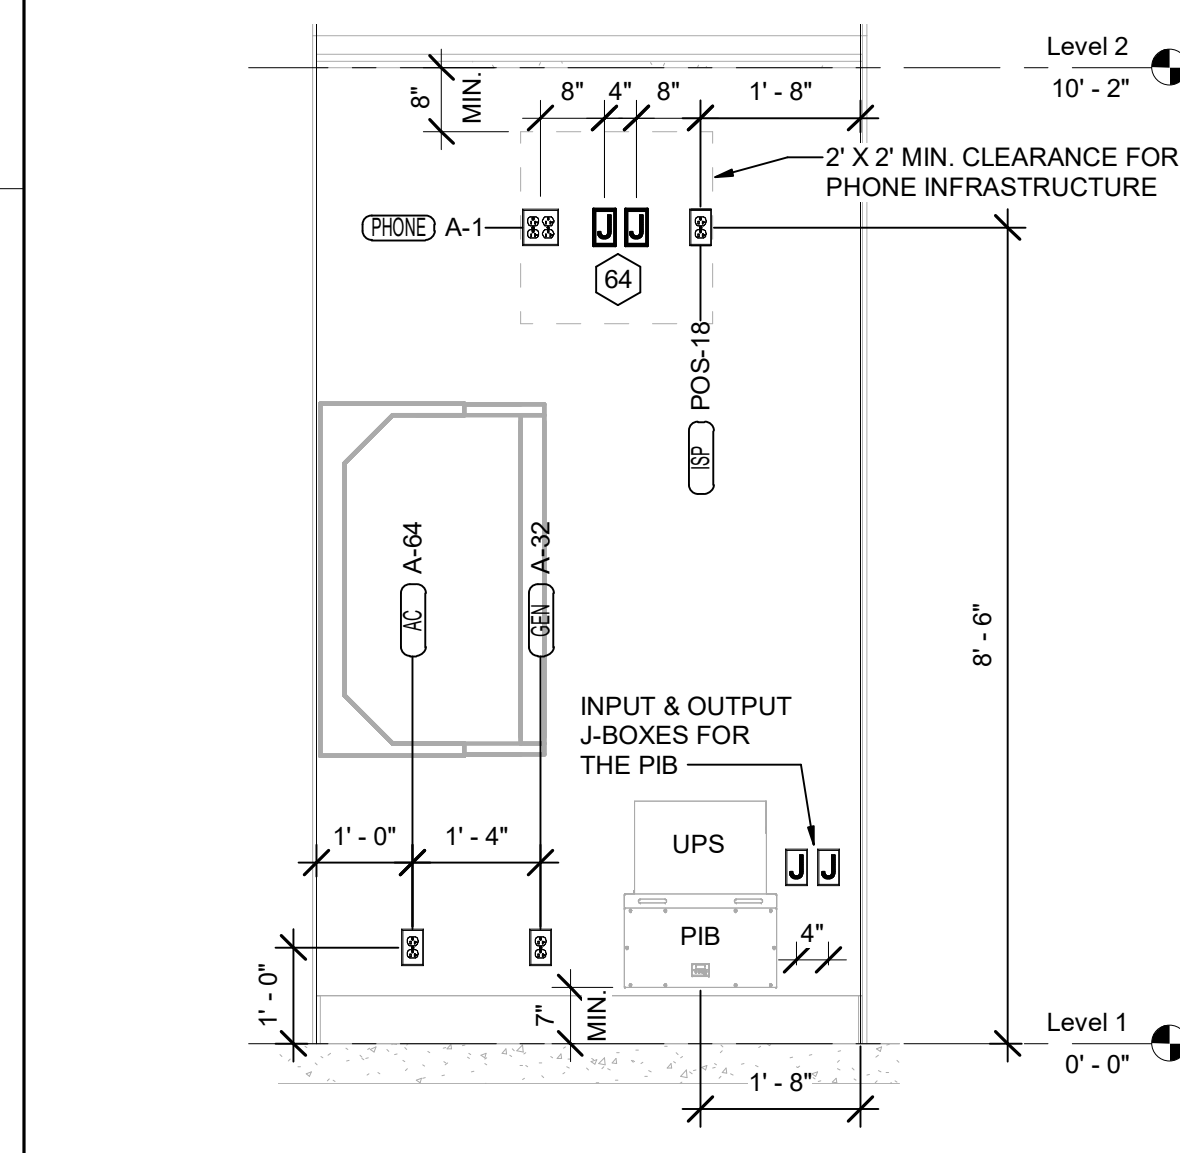 Level 2
10' - 2"
8"
MIN.
8"
4"
8"
1' - 8"
2' X 2' MIN. CLEARANCE FOR
PHONE INFRASTRUCTURE
PHONE A-1
J
J
64
POS-18
ISP
A-64
AC
A-32
GEN
8' - 6"
INPUT & OUTPUT
J-BOXES FOR
THE PIB
1' - 0"
1' - 4"
UPS
J
J
PIB
4"
1' - 0"
7"
MIN.
Level 1
0' - 0"
1' - 8"